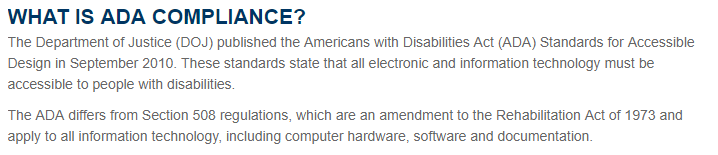 WHAT IS ADA COMPLIANCE?
The Department of Justice (DOJ) published the Americans with Disabilities Act (ADA) Standards for Accessible
Design in September 2010. These standards state that all electronic and information technology must be
accessible to people with disabilities.
The ADA differs from Section 508 regulations, which are an amendment to the Rehabilitation Act of 1973 and
apply to all information technology, including computer hardware, software and documentation.